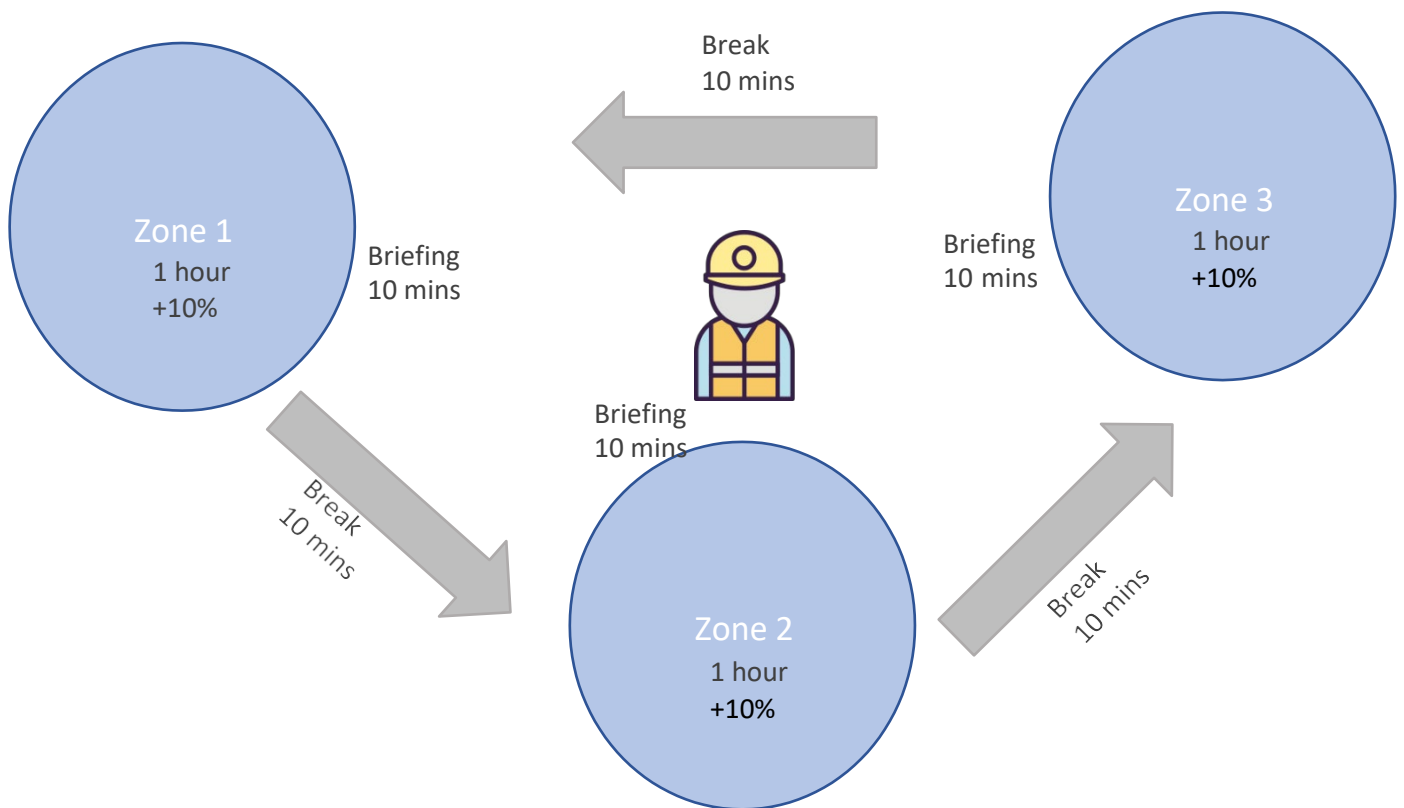 Break
10 mins
Zone 1
1 hour
+10%
Briefing
10 mins
Briefing
10 mins
Zone 3
1 hour
+10%
Briefing
10 mins
Break
10 mins
Zone 2
1 hour
+10%
Break
10 mins